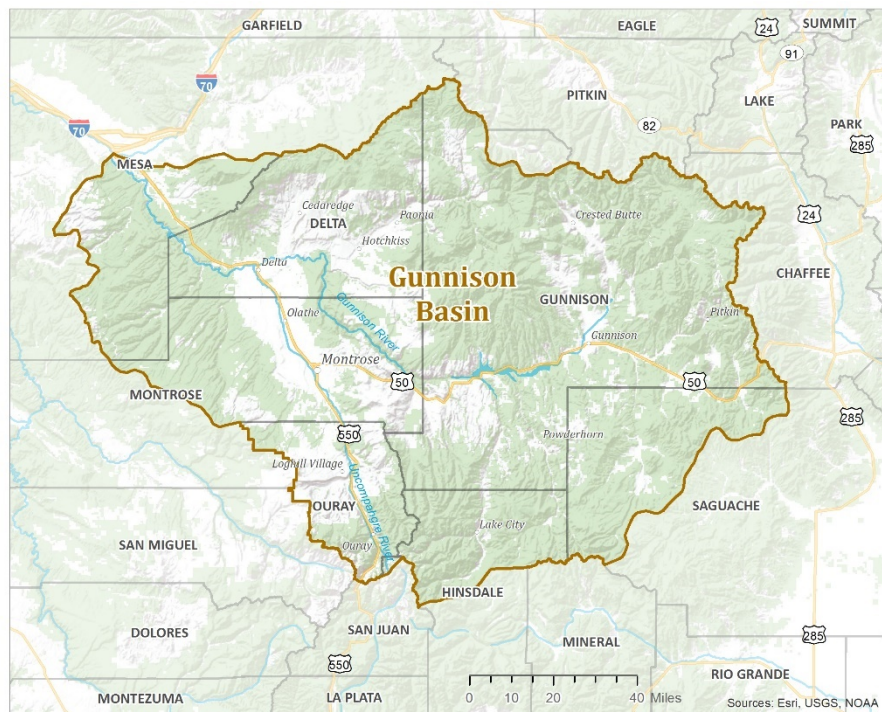 GARFIELD
EAGLE
SUMMIT
24
91
70
PITKIN
LAKE
70
82
PARK
285
MESA
Cedaredge
Paonia
Crested Butte
24
DELTA
Hotchkiss
Delta
CHAFFEE
Gunnison
Basin
GUNNISON
Gunnison River
Olathe
Pitkin
Gunnison
Montrose
50
50
MONTROSE
285
550
Powderhorn
Loghill Village
Uncompahgre River
OURAY
SAGUACHE
Lake City
SAN MIGUEL
Ouray
HINSDALE
DOLORES
SAN JUAN
MINERAL
285
550
RIO GRANDE
MONTEZUMA
LA PLATA
0 10 20 40 Miles
Sources: Esri, USGS, NOAA